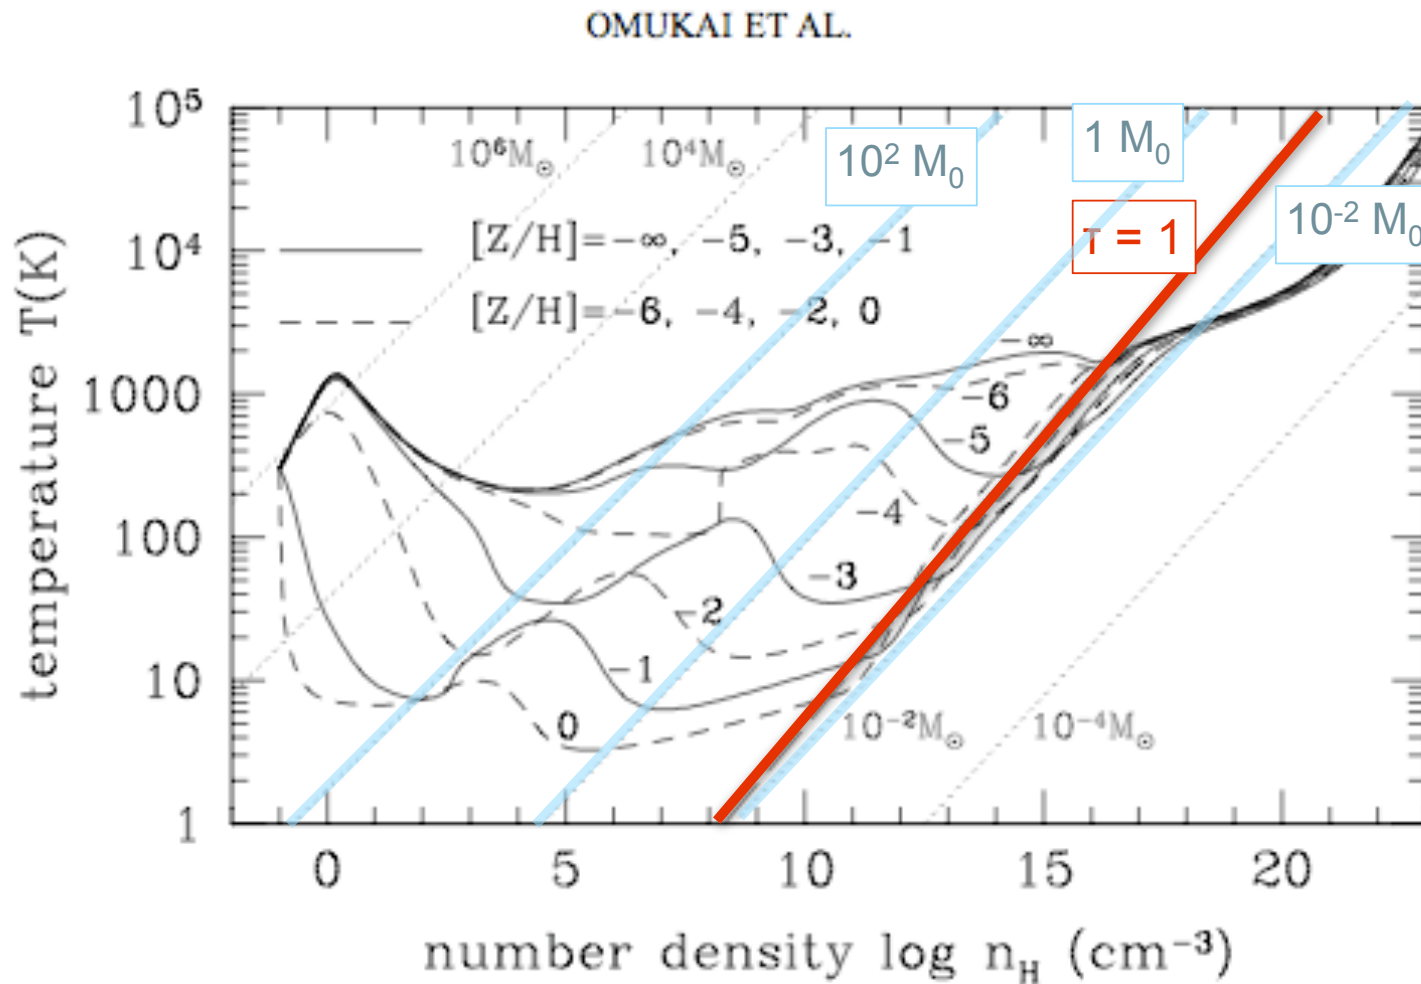 OMUKAI ET AL.
10⁵
10⁴
1000
100
10
1
temperature T(K)
10⁶M☉
10⁴M☉
10² M₀
1 M₀
τ = 1
10⁻² M₀
[Z/H]=−∞, −5, −3, −1
[Z/H]=−6, −4, −2, 0
−∞
−6
−5
−4
−3
−2
−1
0
10⁻²M☉
10⁻⁴M☉
0 5 10 15 20
number density log n_H (cm⁻³)